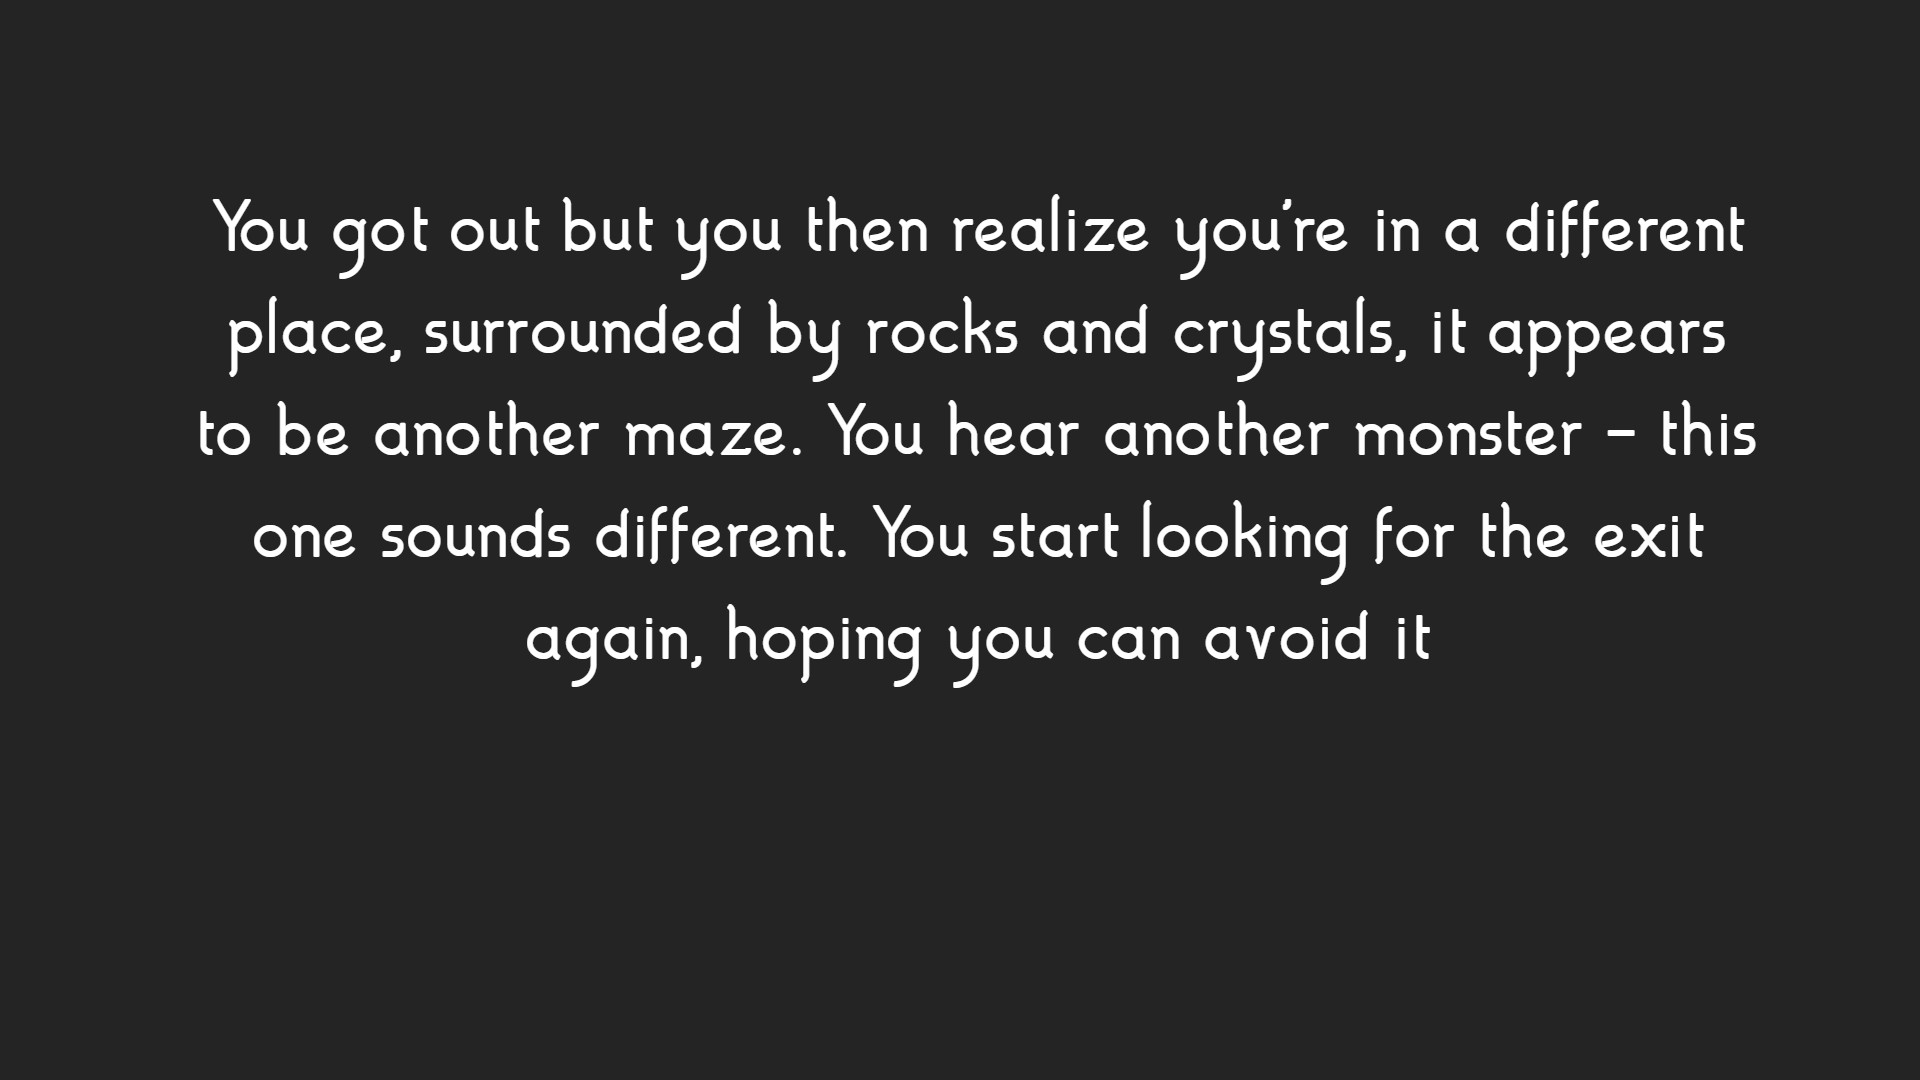 You got out but you then realize you're in a different
place, surrounded by rocks and crystals, it appears
to be another maze. You hear another monster – this
one sounds different. You start looking for the exit
again, hoping you can avoid it